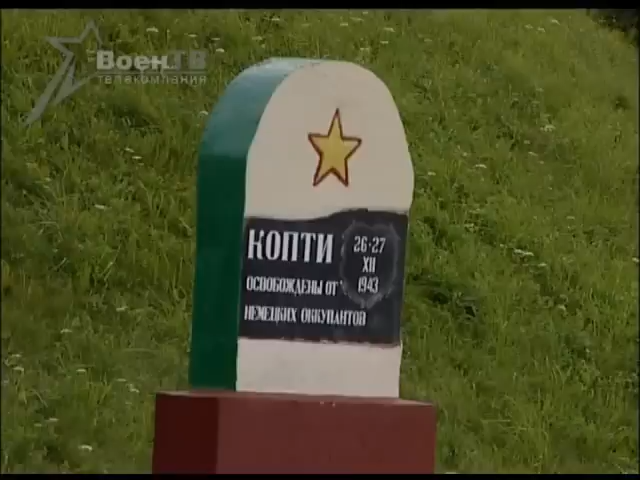 ВоенТВ
телекомпания
КОПТИ
26-27
XII
1943
ОСВОБОЖДЕНЫ ОТ
НЕМЕЦКИХ ОККУПАНТОВ